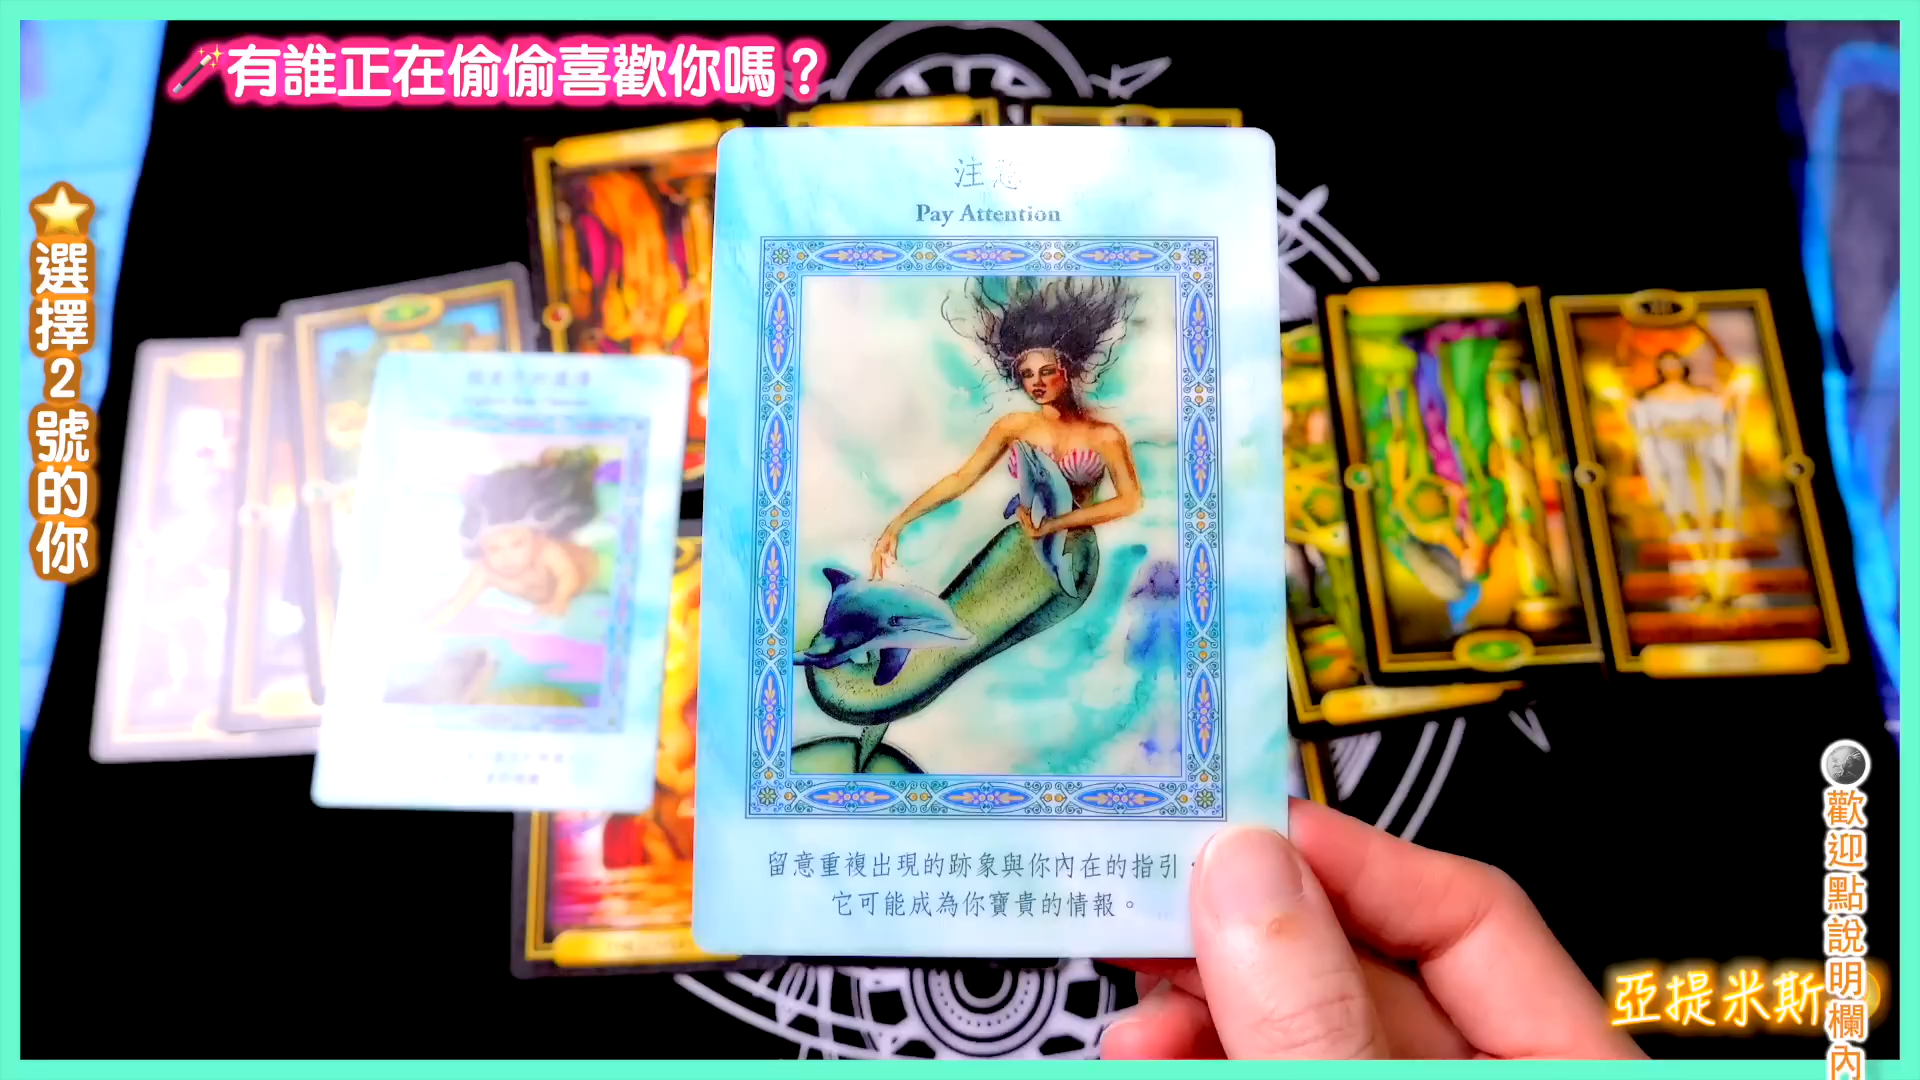 有誰正在偷偷喜歡你嗎？
選擇2號的你
注意
Pay Attention
留意重複出現的跡象與你內在的指引，
它可能成為你寶貴的情報。
亞提米斯
歡迎點說明欄內